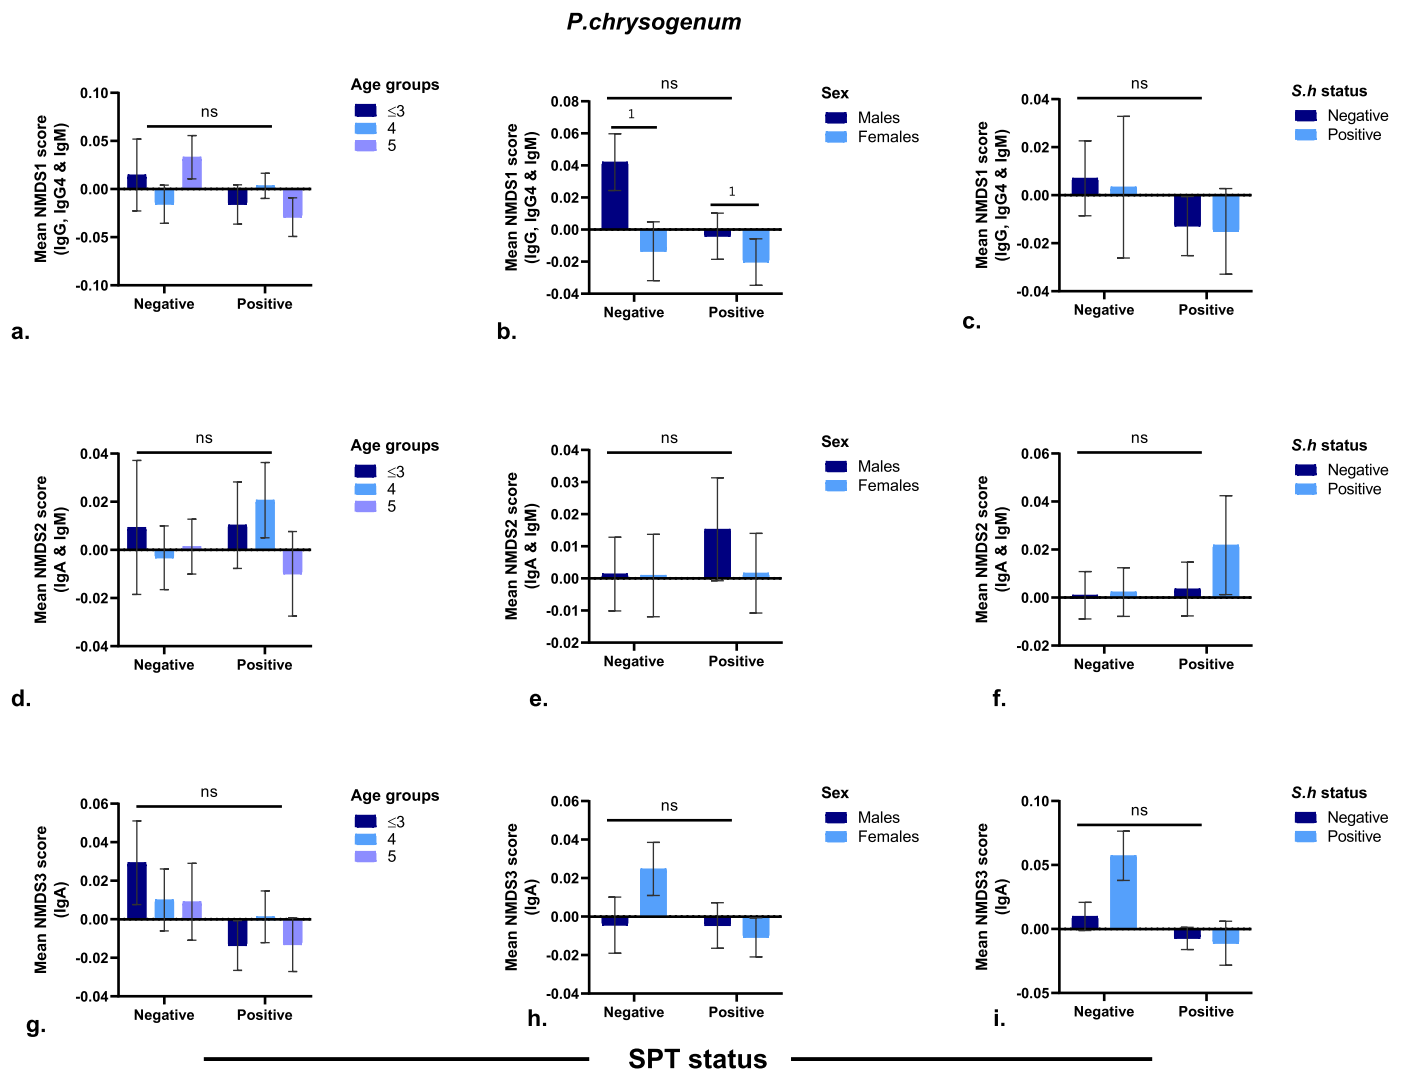 P.chrysogenum
Mean NMDS1 score
(IgG, IgG4 & IgM)
0.10
0.05
0.00
-0.05
-0.10
ns
Negative
Positive
Age groups
≤3
4
5
a.
Mean NMDS1 score
(IgG, IgG4 & IgM)
0.08
0.06
0.04
0.02
0.00
-0.02
-0.04
ns
1
1
Negative
Positive
Sex
Males
Females
b.
Mean NMDS1 score
(IgG, IgG4 & IgM)
0.04
0.02
0.00
-0.02
-0.04
ns
Negative
Positive
S.h status
Negative
Positive
c.
Mean NMDS2 score
(IgA & IgM)
0.04
0.02
0.00
-0.02
-0.04
ns
Negative
Positive
Age groups
≤3
4
5
d.
Mean NMDS2 score
(IgA & IgM)
0.04
0.03
0.02
0.01
0.00
-0.01
-0.02
ns
Negative
Positive
Sex
Males
Females
e.
Mean NMDS2 score
(IgA & IgM)
0.06
0.04
0.02
0.00
-0.02
ns
Negative
Positive
S.h status
Negative
Positive
f.
Mean NMDS3 score
(IgA)
0.06
0.04
0.02
0.00
-0.02
-0.04
ns
Negative
Positive
Age groups
≤3
4
5
g.
Mean NMDS3 score
(IgA)
0.06
0.04
0.02
0.00
-0.02
-0.04
ns
Negative
Positive
Sex
Males
Females
h.
Mean NMDS3 score
(IgA)
0.10
0.05
0.00
-0.05
ns
Negative
Positive
S.h status
Negative
Positive
i.
SPT status